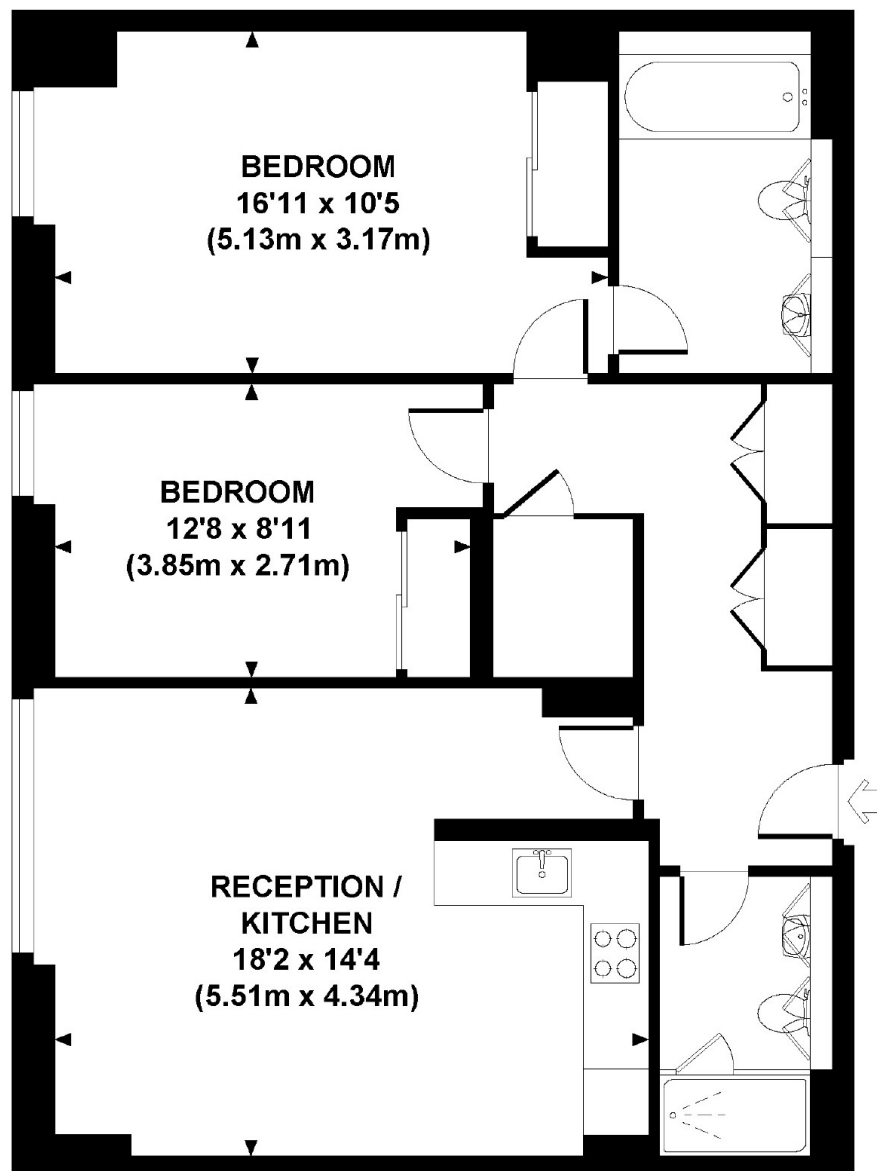 BEDROOM
16'11 x 10'5
(5.13m x 3.17m)
BEDROOM
12'8 x 8'11
(3.85m x 2.71m)
RECEPTION /
KITCHEN
18'2 x 14'4
(5.51m x 4.34m)